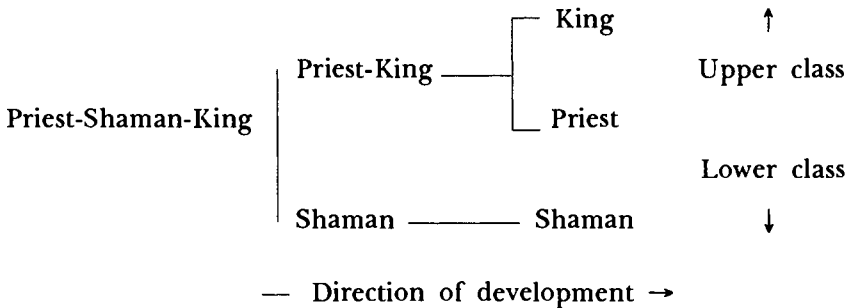 King ↑
Priest-King Upper class
Priest-Shaman-King Priest
Lower class
Shaman Shaman ↓
— Direction of development →